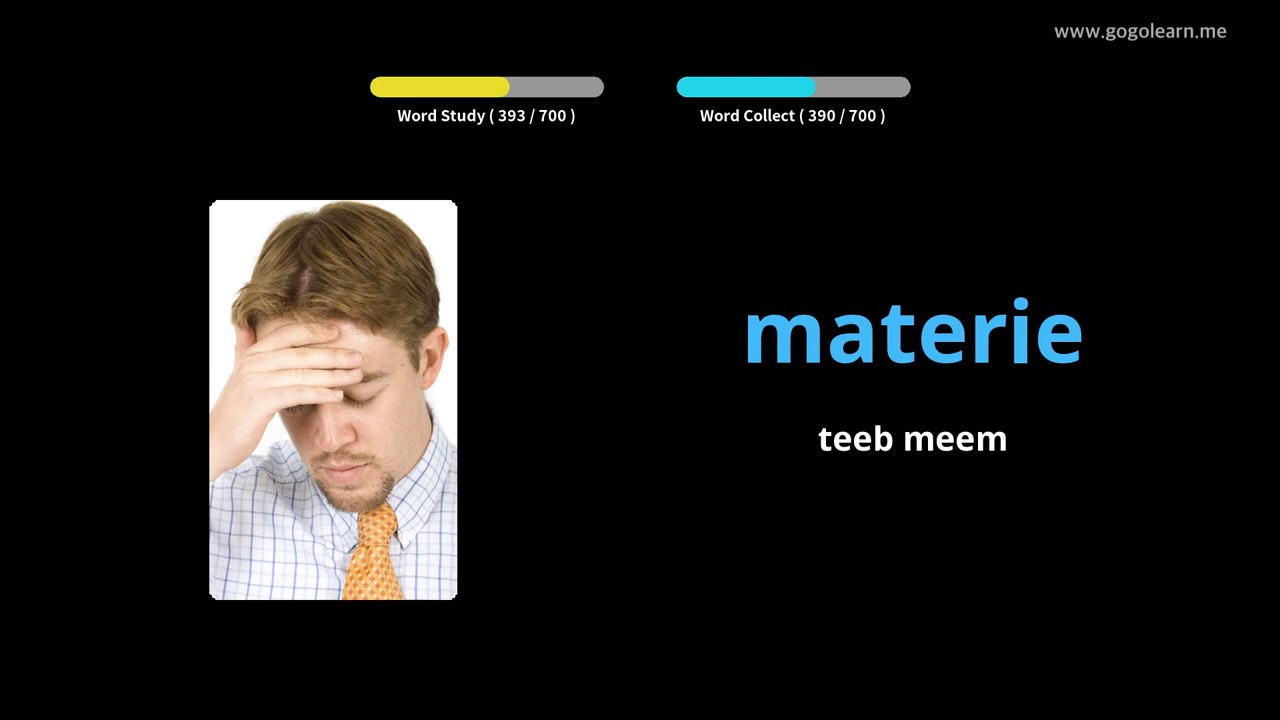 www.gogolearn.me
Word Study ( 393 / 700 )
Word Collect ( 390 / 700 )
materie
teeb meem